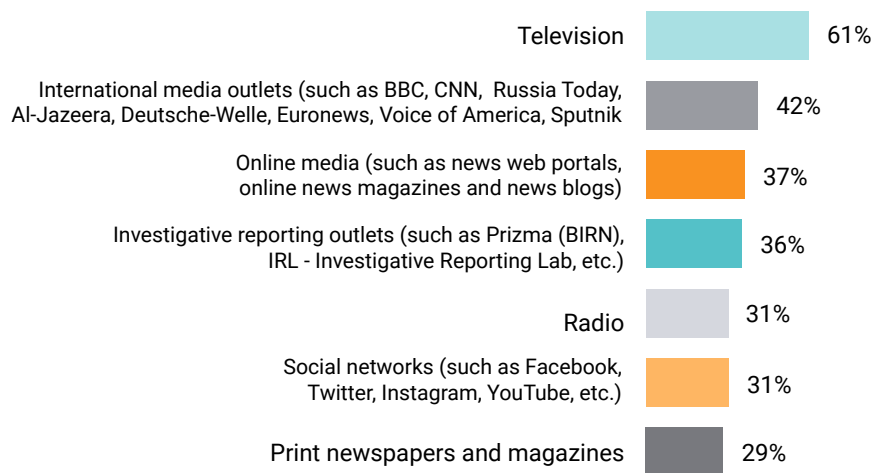 Television
61%
International media outlets (such as BBC, CNN, Russia Today,
Al-Jazeera, Deutsche-Welle, Euronews, Voice of America, Sputnik
42%
Online media (such as news web portals,
online news magazines and news blogs)
37%
Investigative reporting outlets (such as Prizma (BIRN),
IRL - Investigative Reporting Lab, etc.)
36%
Radio
31%
Social networks (such as Facebook,
Twitter, Instagram, YouTube, etc.)
31%
Print newspapers and magazines
29%